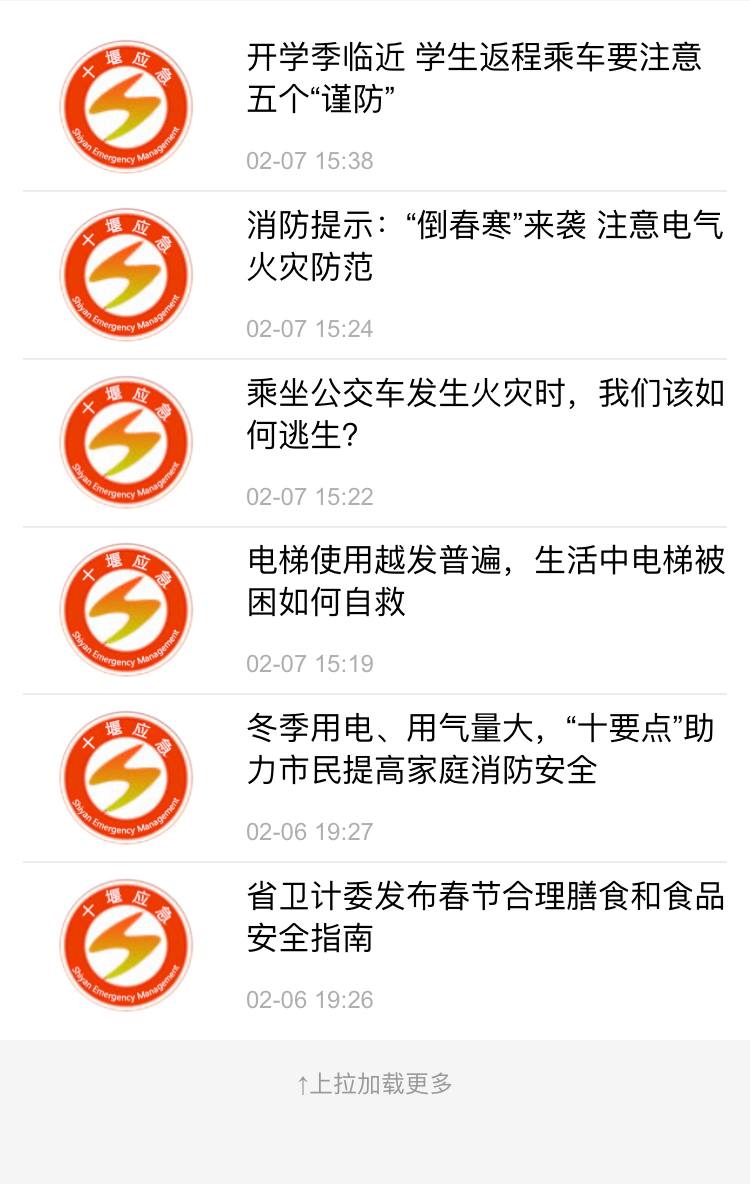 十堰应急
Shiyan Emergency Management
开学季临近 学生返程乘车要注意
五个“谨防”
02-07 15:38
十堰应急
Shiyan Emergency Management
消防提示：“倒春寒”来袭 注意电气
火灾防范
02-07 15:24
十堰应急
Shiyan Emergency Management
乘坐公交车发生火灾时，我们该如
何逃生？
02-07 15:22
十堰应急
Shiyan Emergency Management
电梯使用越发普遍，生活中电梯被
困如何自救
02-07 15:19
十堰应急
Shiyan Emergency Management
冬季用电、用气量大，“十要点”助
力市民提高家庭消防安全
02-06 19:27
十堰应急
Shiyan Emergency Management
省卫计委发布春节合理膳食和食品
安全指南
02-06 19:26
↑上拉加载更多